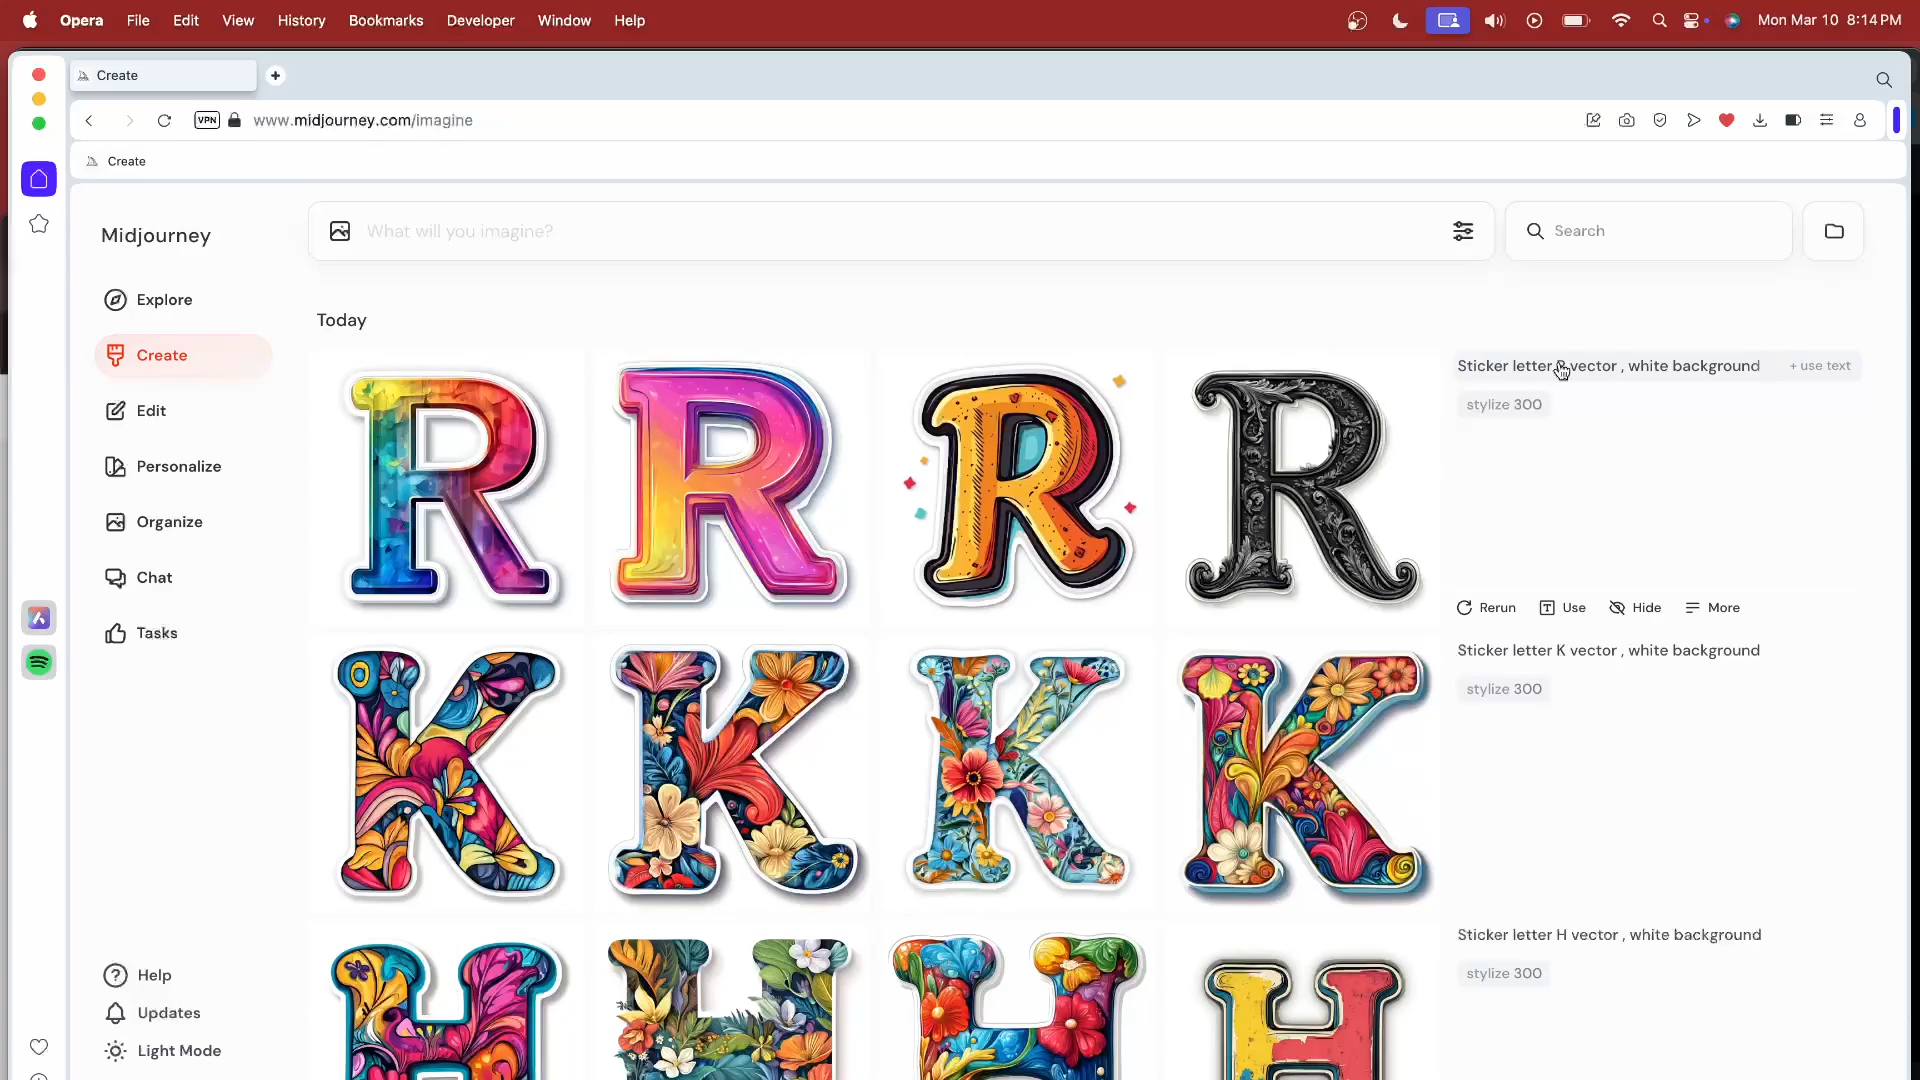 Opera File Edit View History Bookmarks Developer Window Help Mon Mar 10 8:14 PM
Create
VPN www.midjourney.com/imagine
Create
Midjourney
What will you imagine?
Search
Explore
Create
Edit
Personalize
Organize
Chat
Tasks
Help
Updates
Light Mode
Today
R R R R
Sticker letter R vector , white background + use text
stylize 300
Rerun Use Hide More
K K K K
Sticker letter K vector , white background
stylize 300
H H H H
Sticker letter H vector , white background
stylize 300